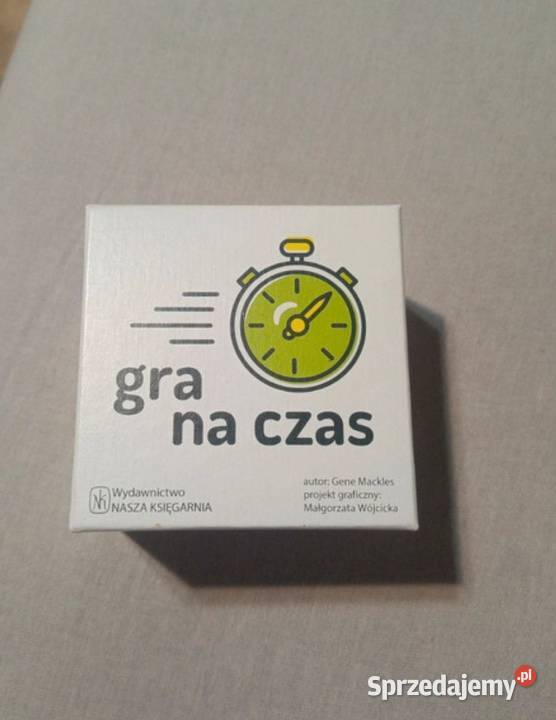 gra
na czas
Wydawnictwo
NASZA KSIĘGARNIA
autor: Gene Mackles
projekt graficzny:
Małgorzata Wójcicka
Sprzedajemy.pl